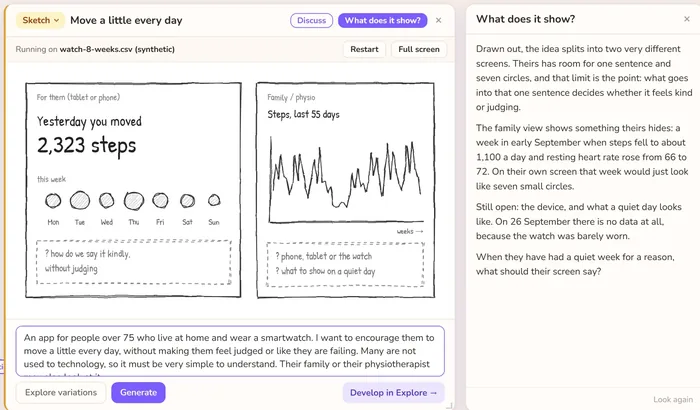 Sketch
Move a little every day
Discuss
What does it show?
×
Running on watch-8-weeks.csv (synthetic)
Restart
Full screen
For them (tablet or phone)
Yesterday you moved
2,323 steps
this week
Mon Tue Wed Thu Fri Sat Sun
? how do we say it kindly,
without judging
Family / physio
Steps, last 55 days
weeks →
? phone, tablet or the watch
? what to show on a quiet day
An app for people over 75 who live at home and wear a smartwatch. I want to encourage them to
move a little every day, without making them feel judged or like they are failing. Many are not
used to technology, so it must be very simple to understand. Their family or their physiotherapist
Explore variations
Generate
Develop in Explore →
What does it show?
×
Drawn out, the idea splits into two very different
screens. Theirs has room for one sentence and
seven circles, and that limit is the point: what goes
into that one sentence decides whether it feels kind
or judging.
The family view shows something theirs hides: a
week in early September when steps fell to about
1,100 a day and resting heart rate rose from 66 to
72. On their own screen that week would just look
like seven small circles.
Still open: the device, and what a quiet day looks
like. On 26 September there is no data at all,
because the watch was barely worn.
When they have had a quiet week for a reason,
what should their screen say?
Look again